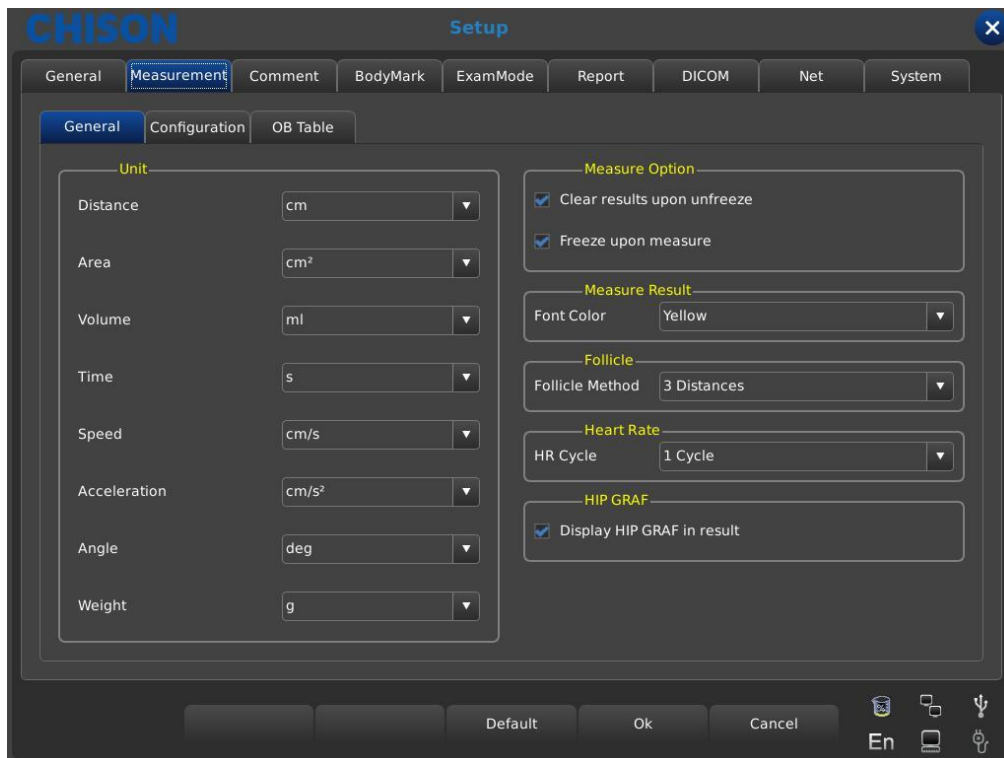 CHISON
Setup
General Measurement Comment BodyMark ExamMode Report DICOM Net System
General Configuration OB Table
Unit
Distance cm
Area cm²
Volume ml
Time s
Speed cm/s
Acceleration cm/s²
Angle deg
Weight g
Measure Option
Clear results upon unfreeze
Freeze upon measure
Measure Result
Font Color Yellow
Follicle
Follicle Method 3 Distances
Heart Rate
HR Cycle 1 Cycle
HIP GRAF
Display HIP GRAF in result
Default Ok Cancel
En